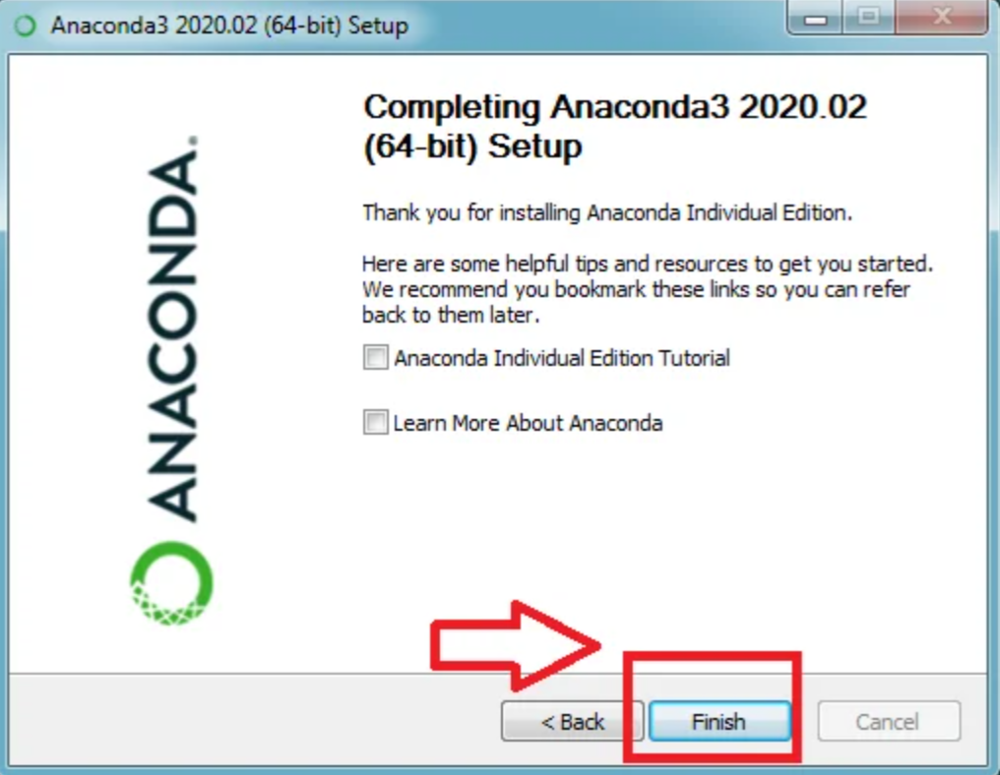 Anaconda3 2020.02 (64-bit) Setup
Completing Anaconda3 2020.02
(64-bit) Setup
ANACONDA.
Thank you for installing Anaconda Individual Edition.
Here are some helpful tips and resources to get you started.
We recommend you bookmark these links so you can refer
back to them later.
Anaconda Individual Edition Tutorial
Learn More About Anaconda
< Back
Finish
Cancel